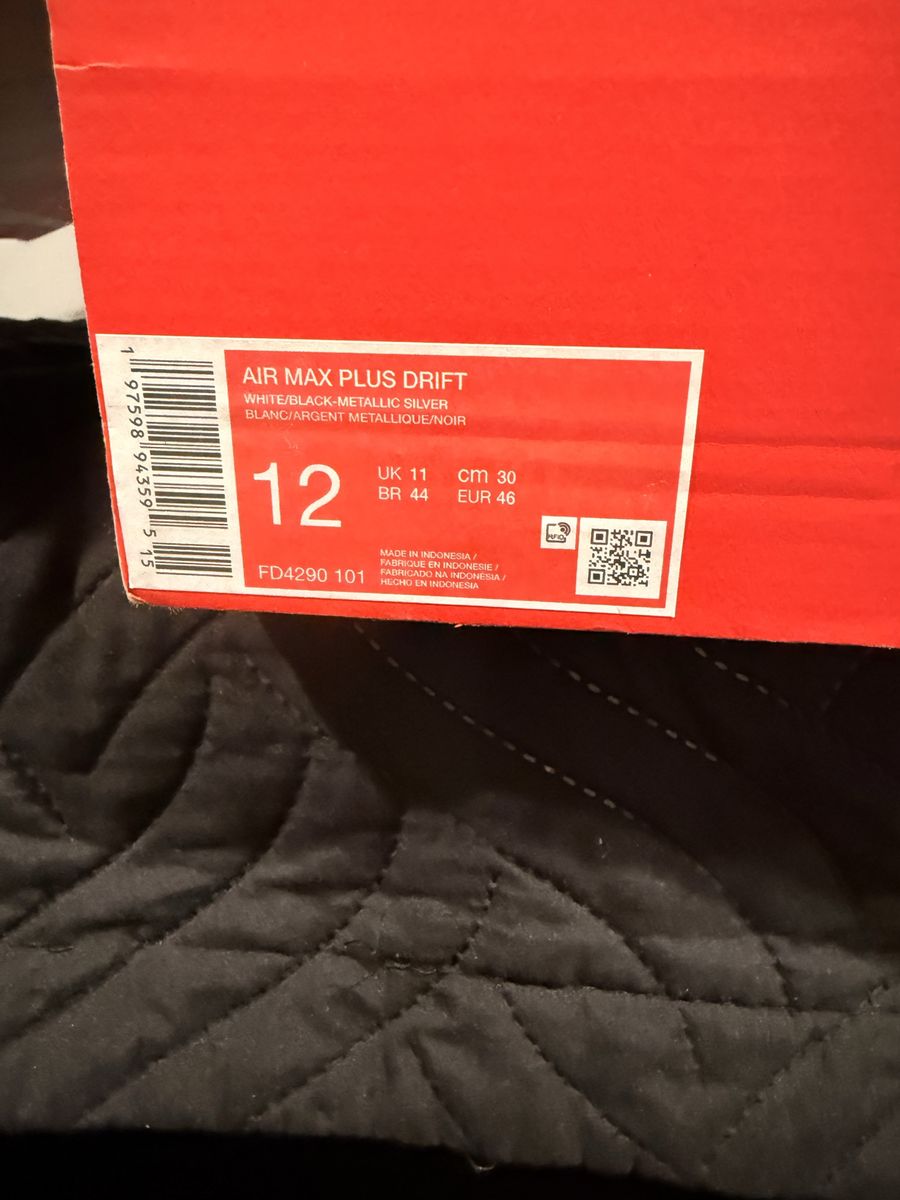 AIR MAX PLUS DRIFT
WHITE/BLACK-METALLIC SILVER
BLANC/ARGENT METALLIQUE/NOIR
12
UK 11 cm 30
BR 44 EUR 46
FD4290 101
MADE IN INDONESIA /
FABRIQUE EN INDONESIE /
FABRICADO NA INDONESIA /
HECHO EN INDONESIA
1 97598 94359 5 15